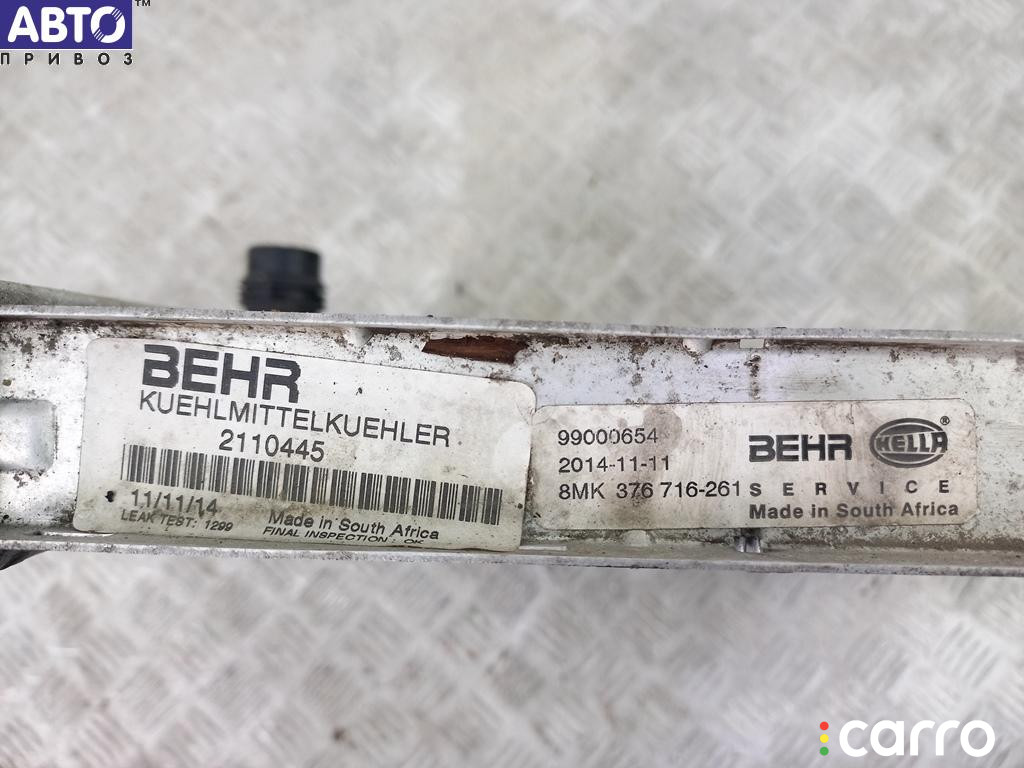 АВТО™
ПРИВОЗ
BEHR
KUEHLMITTELKUEHLER
2110445
11/11/14
LEAK TEST: 1299
Made in South Africa
FINAL INSPECTION : OK
99000654
2014-11-11
8MK 376 716-261
BEHR HELLA®
SERVICE
Made in South Africa
carro